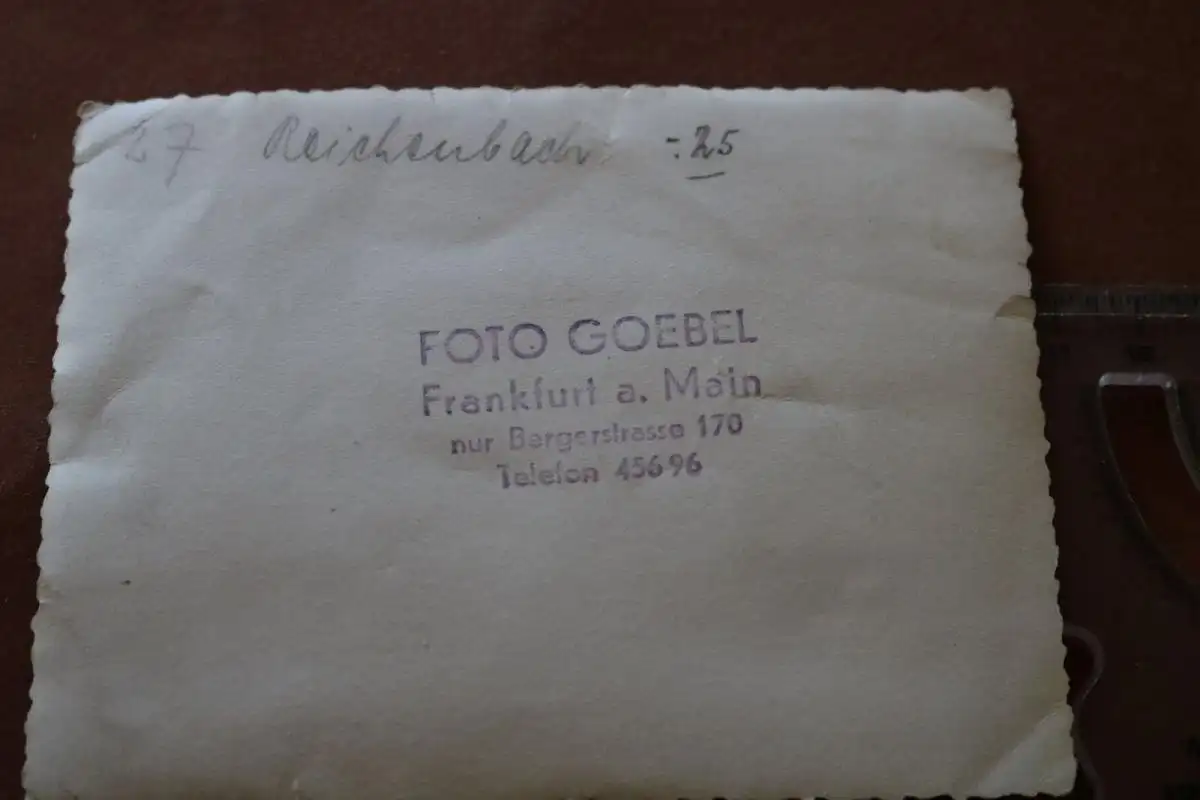 27 Reichenbach -.25
FOTO GOEBEL
Frankfurt a. Main
nur Bergerstrasse 170
Telefon 45696